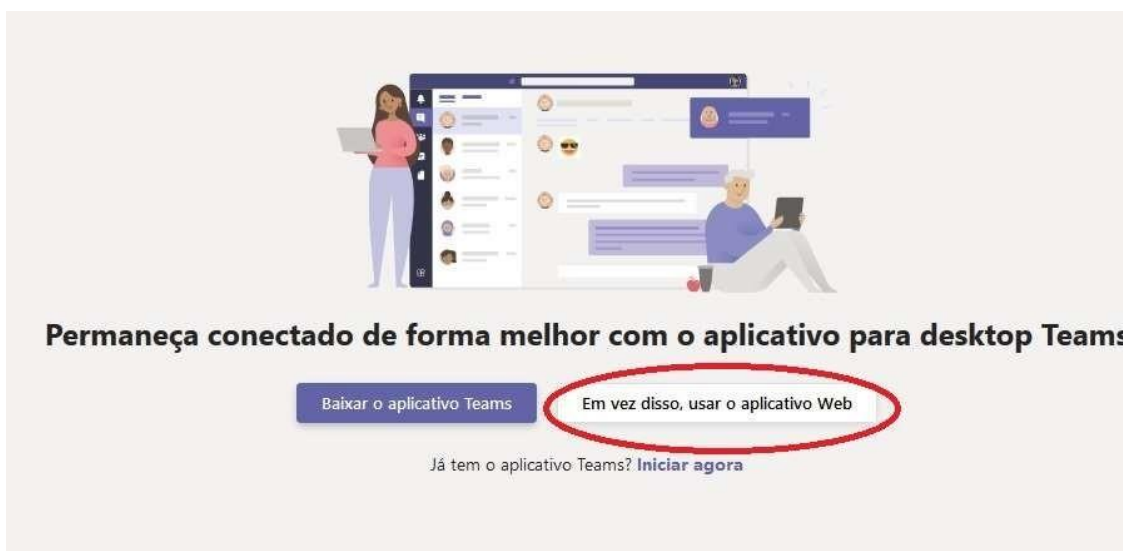 Permaneça conectado de forma melhor com o aplicativo para desktop Teams
Baixar o aplicativo Teams
Em vez disso, usar o aplicativo Web
Já tem o aplicativo Teams? Iniciar agora